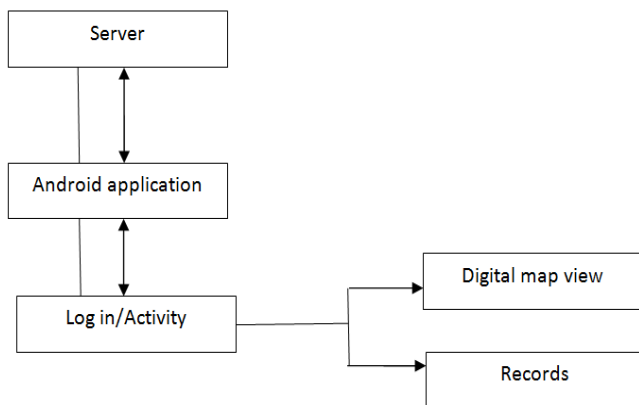 Server
Android application
Log in/Activity
Digital map view
Records